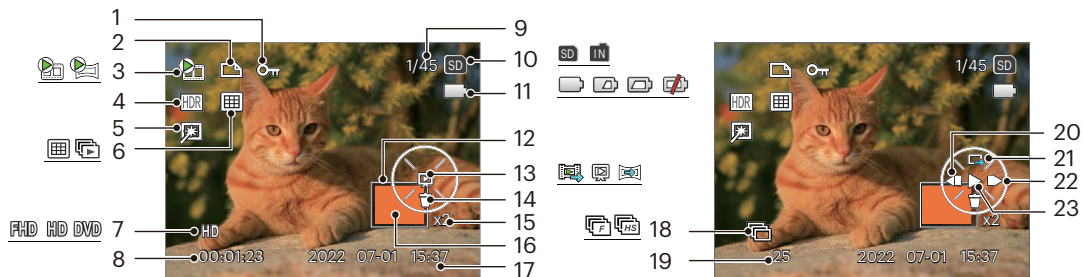 1
2
3
4 HDR
5
6
FHD HD DVD 7 HD
8 00:01:23 2022 07-01 15:37
9
1/45 SD 10
11
12
13
14
x2 15
16
17
SD IN
F HS 18
19 25 2022 07-01 15:37
1/45 SD
HDR
20
21
22
23
x2